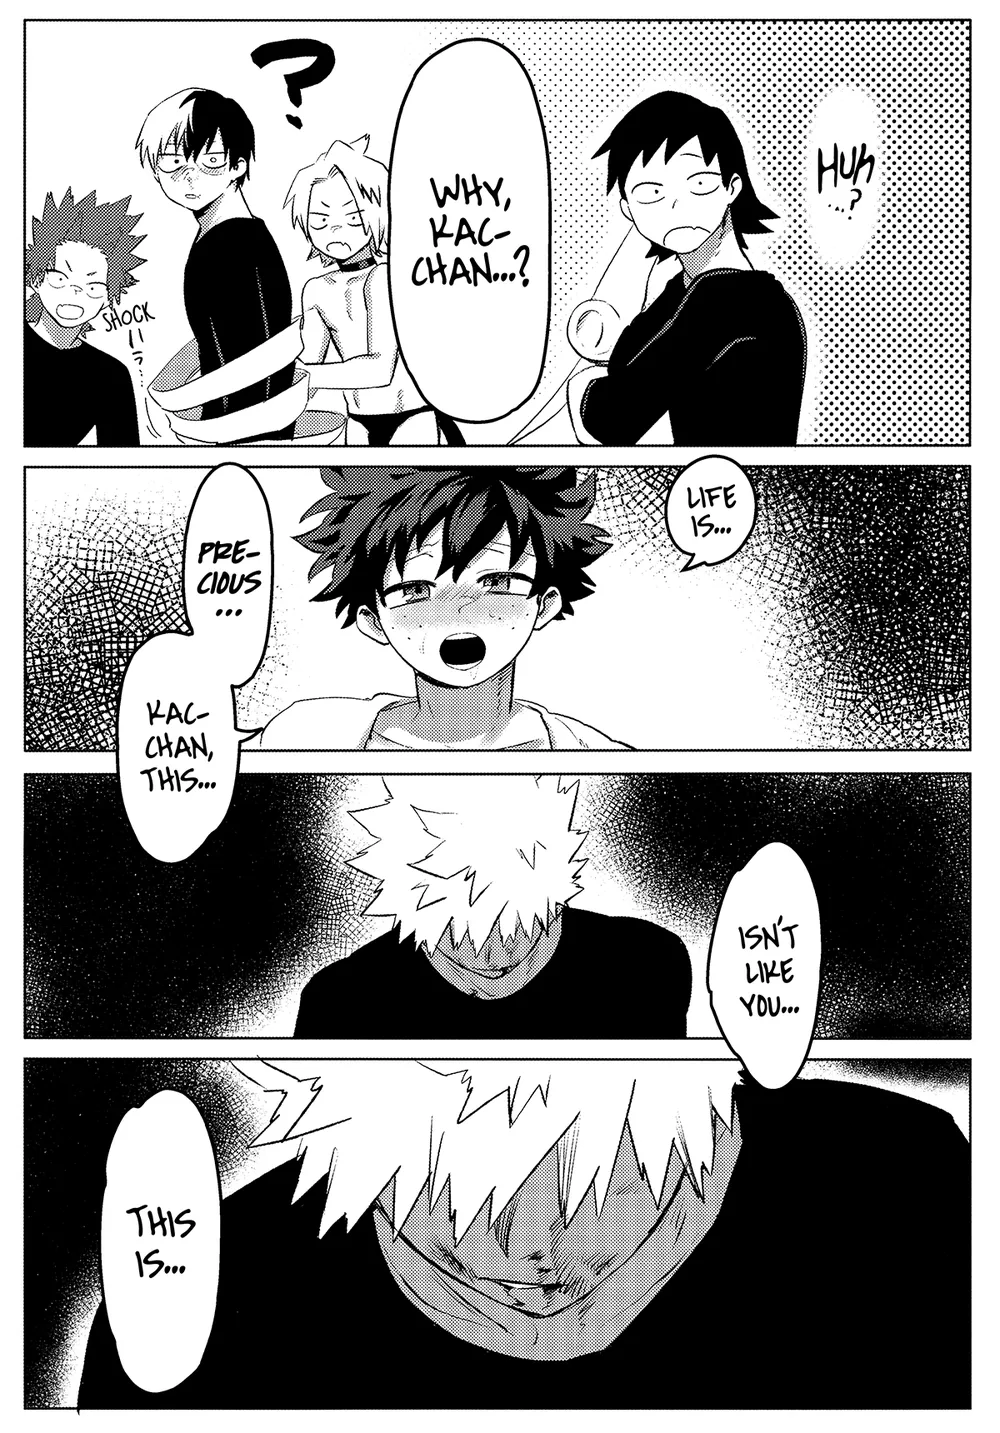 ?
WHY,
KAC-
CHAN...?
HUH
...?
SHOCK
LIFE
IS...
PRE-
CIOUS
...
KAC-
CHAN,
THIS...
ISN'T
LIKE
YOU...
THIS
IS...